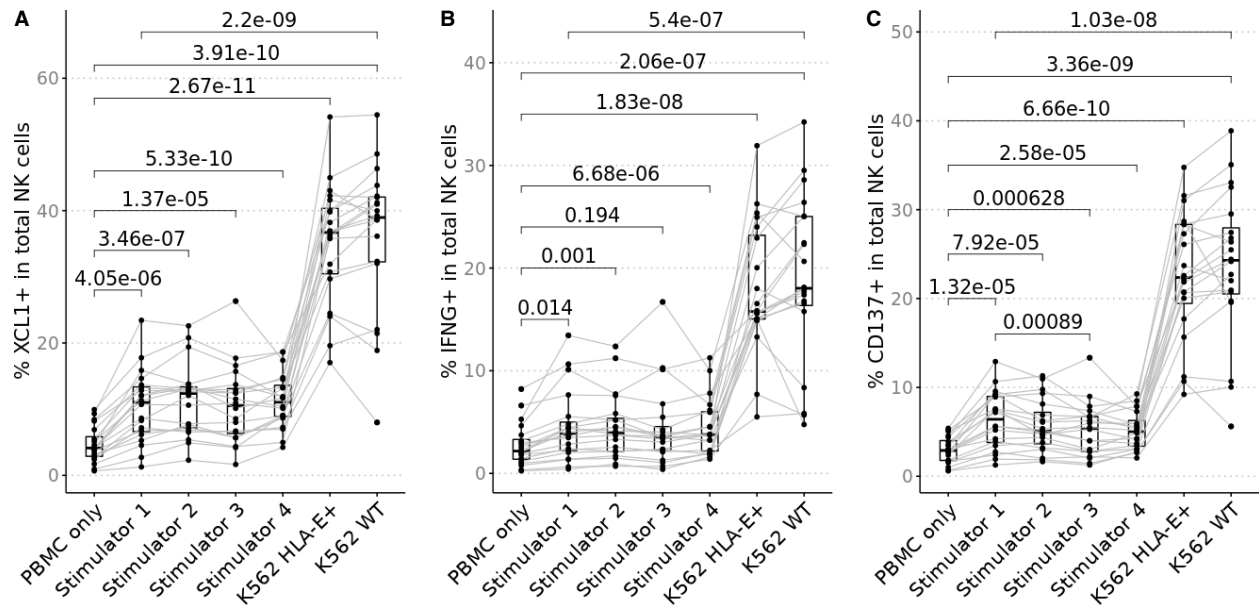 A
% XCL1+ in total NK cells
60
40
20
0
2.2e-09
3.91e-10
2.67e-11
5.33e-10
1.37e-05
3.46e-07
4.05e-06
PBMC only
Stimulator 1
Stimulator 2
Stimulator 3
Stimulator 4
K562 HLA-E+
K562 WT
B
% IFNG+ in total NK cells
40
30
20
10
0
5.4e-07
2.06e-07
1.83e-08
6.68e-06
0.194
0.001
0.014
PBMC only
Stimulator 1
Stimulator 2
Stimulator 3
Stimulator 4
K562 HLA-E+
K562 WT
C
% CD137+ in total NK cells
50
40
30
20
10
0
1.03e-08
3.36e-09
6.66e-10
2.58e-05
0.000628
7.92e-05
1.32e-05
0.00089
PBMC only
Stimulator 1
Stimulator 2
Stimulator 3
Stimulator 4
K562 HLA-E+
K562 WT